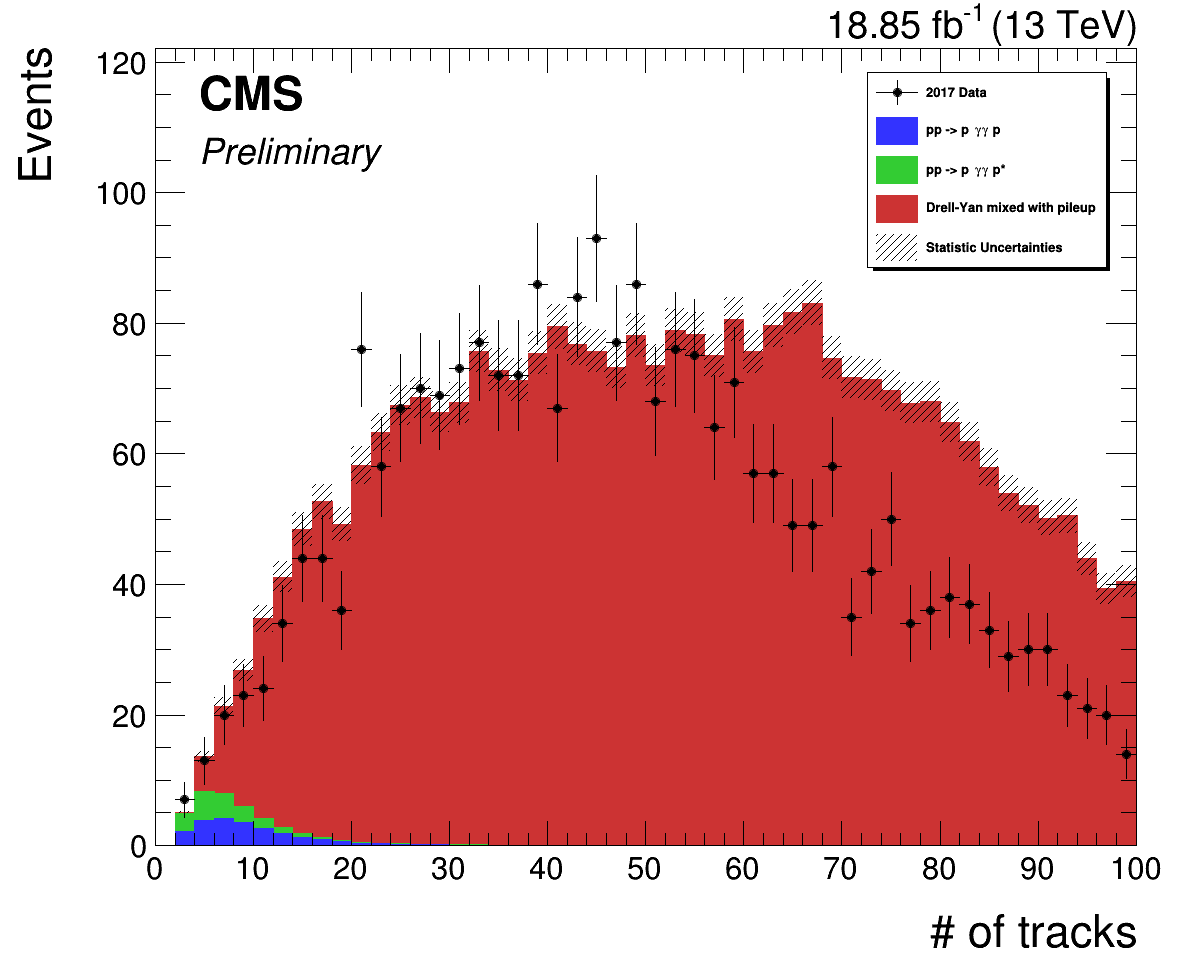 18.85 fb⁻¹ (13 TeV)
Events
CMS
Preliminary
2017 Data
pp -> p γγ p
pp -> p γγ p*
Drell-Yan mixed with pileup
Statistic Uncertainties
120
100
80
60
40
20
0
0 10 20 30 40 50 60 70 80 90 100
# of tracks